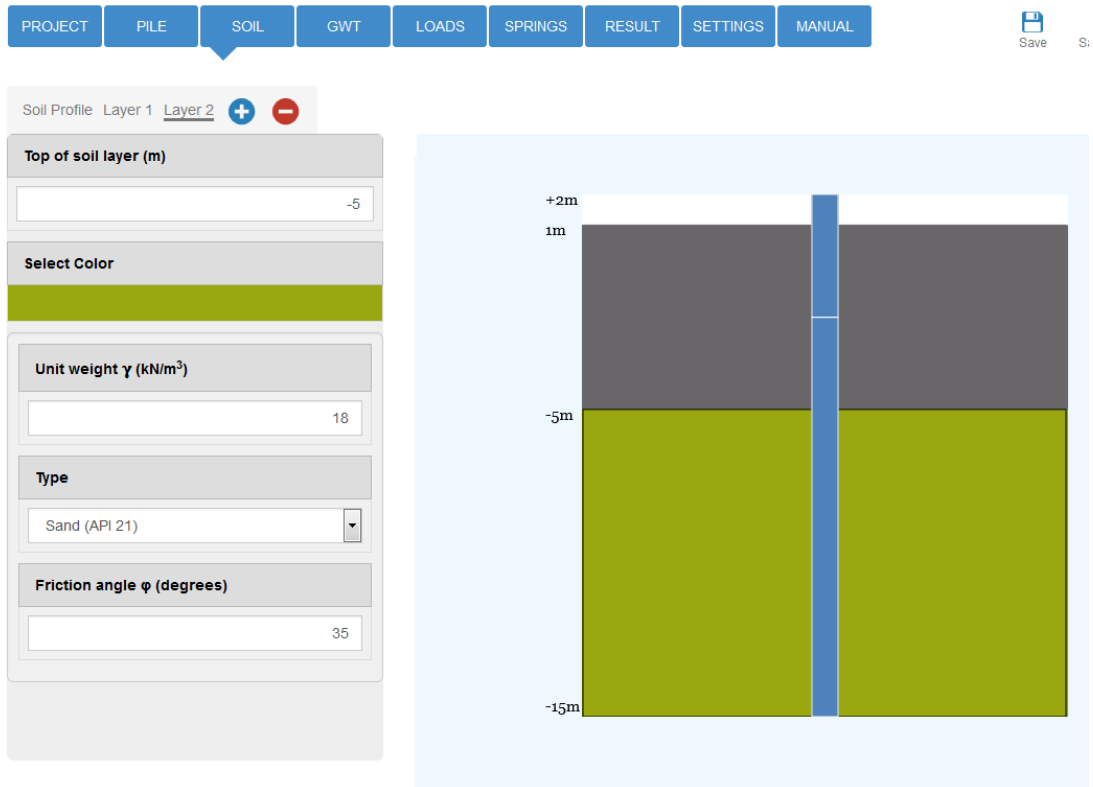 PROJECT PILE SOIL GWT LOADS SPRINGS RESULT SETTINGS MANUAL
Save
Soil Profile Layer 1 Layer 2
Top of soil layer (m)
-5
Select Color
Unit weight γ (kN/m³)
18
Type
Sand (API 21)
Friction angle φ (degrees)
35
+2m
1m
-5m
-15m